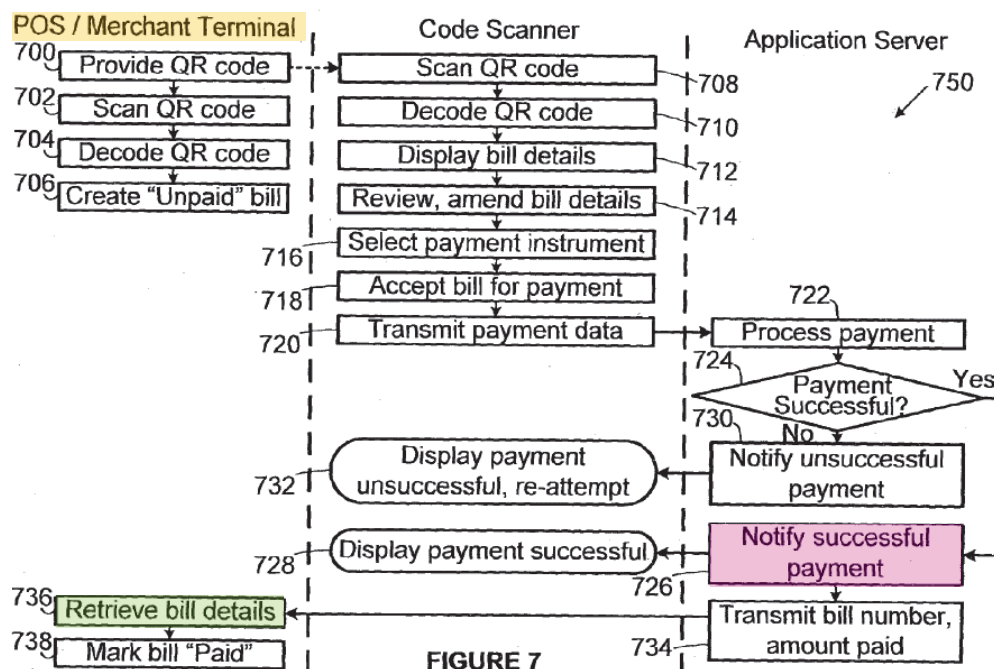 POS / Merchant Terminal
Code Scanner
Application Server
700
Provide QR code
Scan QR code
708
750
702
Scan QR code
Decode QR code
710
704
Decode QR code
Display bill details
712
706
Create “Unpaid” bill
Review, amend bill details
714
716
Select payment instrument
718
Accept bill for payment
720
Transmit payment data
722
Process payment
724
Payment
Successful?
Yes
No
730
Notify unsuccessful
payment
732
Display payment
unsuccessful, re-attempt
728
Display payment successful
Notify successful
payment
726
736
Retrieve bill details
Transmit bill number,
amount paid
734
738
Mark bill “Paid”
FIGURE 7